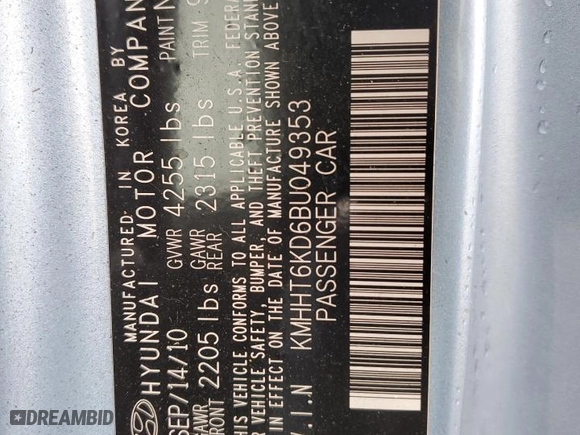 MANUFACTURED IN KOREA BY
HYUNDAI MOTOR COMPAN
SEP/14/10 GVWR 4255 lbs PAINT N
GAWR FRONT 2205 lbs GAWR REAR 2315 lbs TRIM S
THIS VEHICLE CONFORMS TO ALL APPLICABLE U.S.A. FEDERA
VEHICLE SAFETY, BUMPER, AND THEFT PREVENTION STAN
IN EFFECT ON THE DATE OF MANUFACTURE SHOWN ABOVE
V.I.N KMHHT6KD6BU049353
PASSENGER CAR
DREAMBID